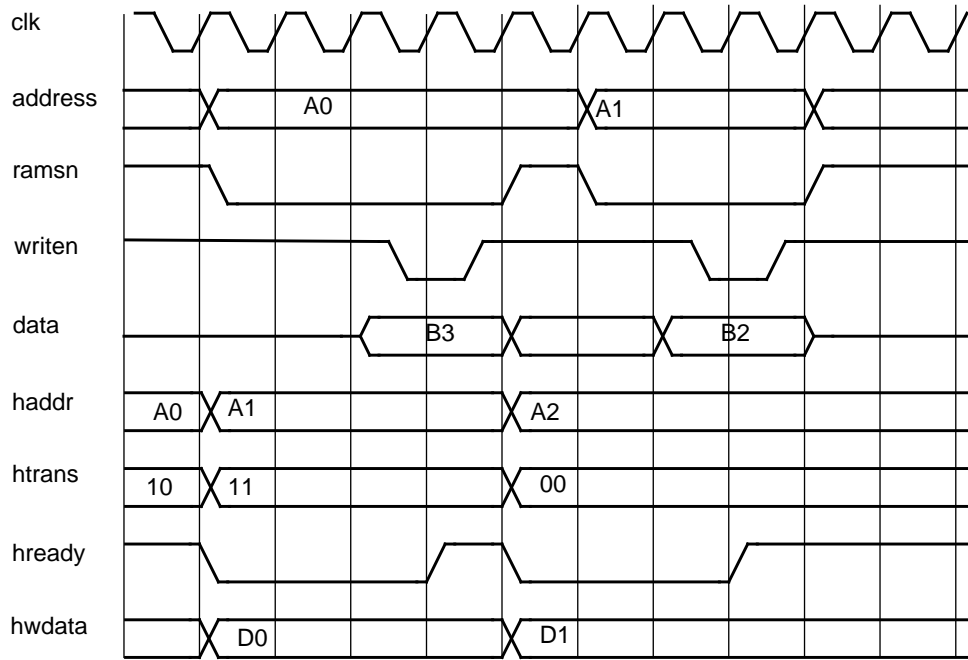 clk
address A0 A1
ramsn
writen
data B3 B2
haddr A0 A1 A2
htrans 10 11 00
hready
hwdata D0 D1